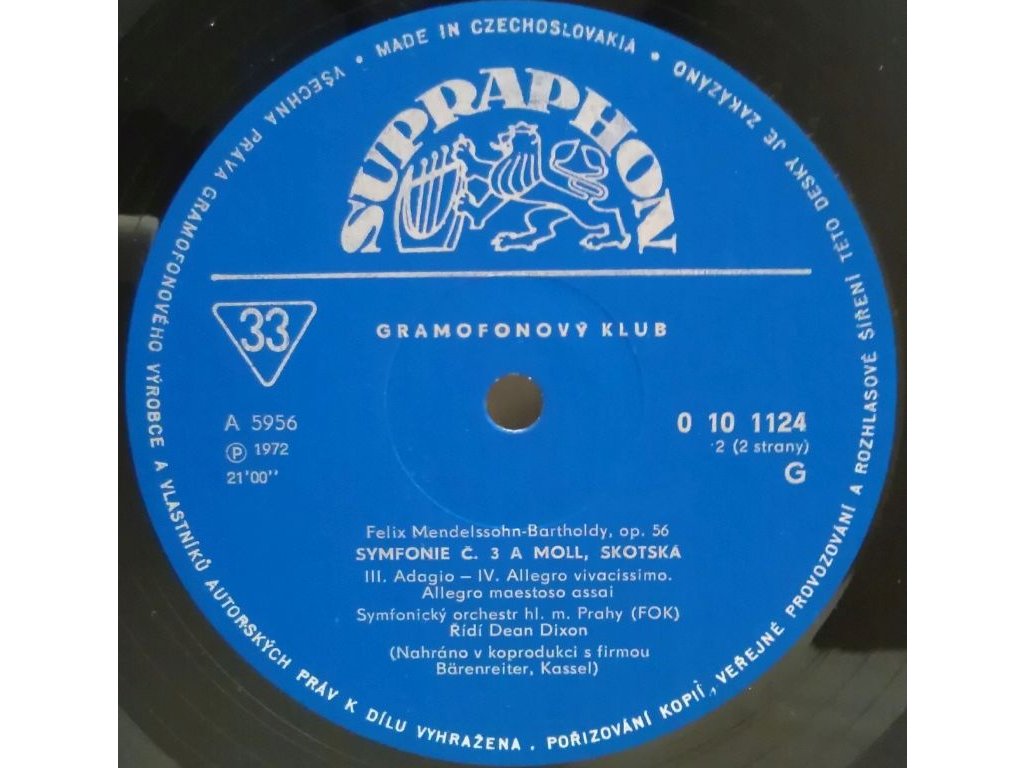 SUPRAPHON
33
GRAMOFONOVÝ KLUB
A 5956
℗ 1972
21'00''
0 10 1124
2 (2 strany)
G
Felix Mendelssohn-Bartholdy, op. 56
SYMFONIE Č. 3 A MOLL, SKOTSKÁ
III. Adagio – IV. Allegro vivacissimo.
Allegro maestoso assai
Symfonický orchestr hl. m. Prahy (FOK)
Řídí Dean Dixon
(Nahráno v koprodukci s firmou
Bärenreiter, Kassel)
MADE IN CZECHOSLOVAKIA • VŠECHNA PRÁVA GRAMOFONOVÉHO VÝROBCE A VLASTNÍKŮ AUTORSKÝCH PRÁV K DÍLU VYHRAŽENA . POŘIZOVÁNÍ KOPIÍ, VEŘEJNÉ PROVOZOVÁNÍ A ROZHLASOVÉ ŠÍŘENÍ TÉTO DESKY JE ZAKÁZÁNO •